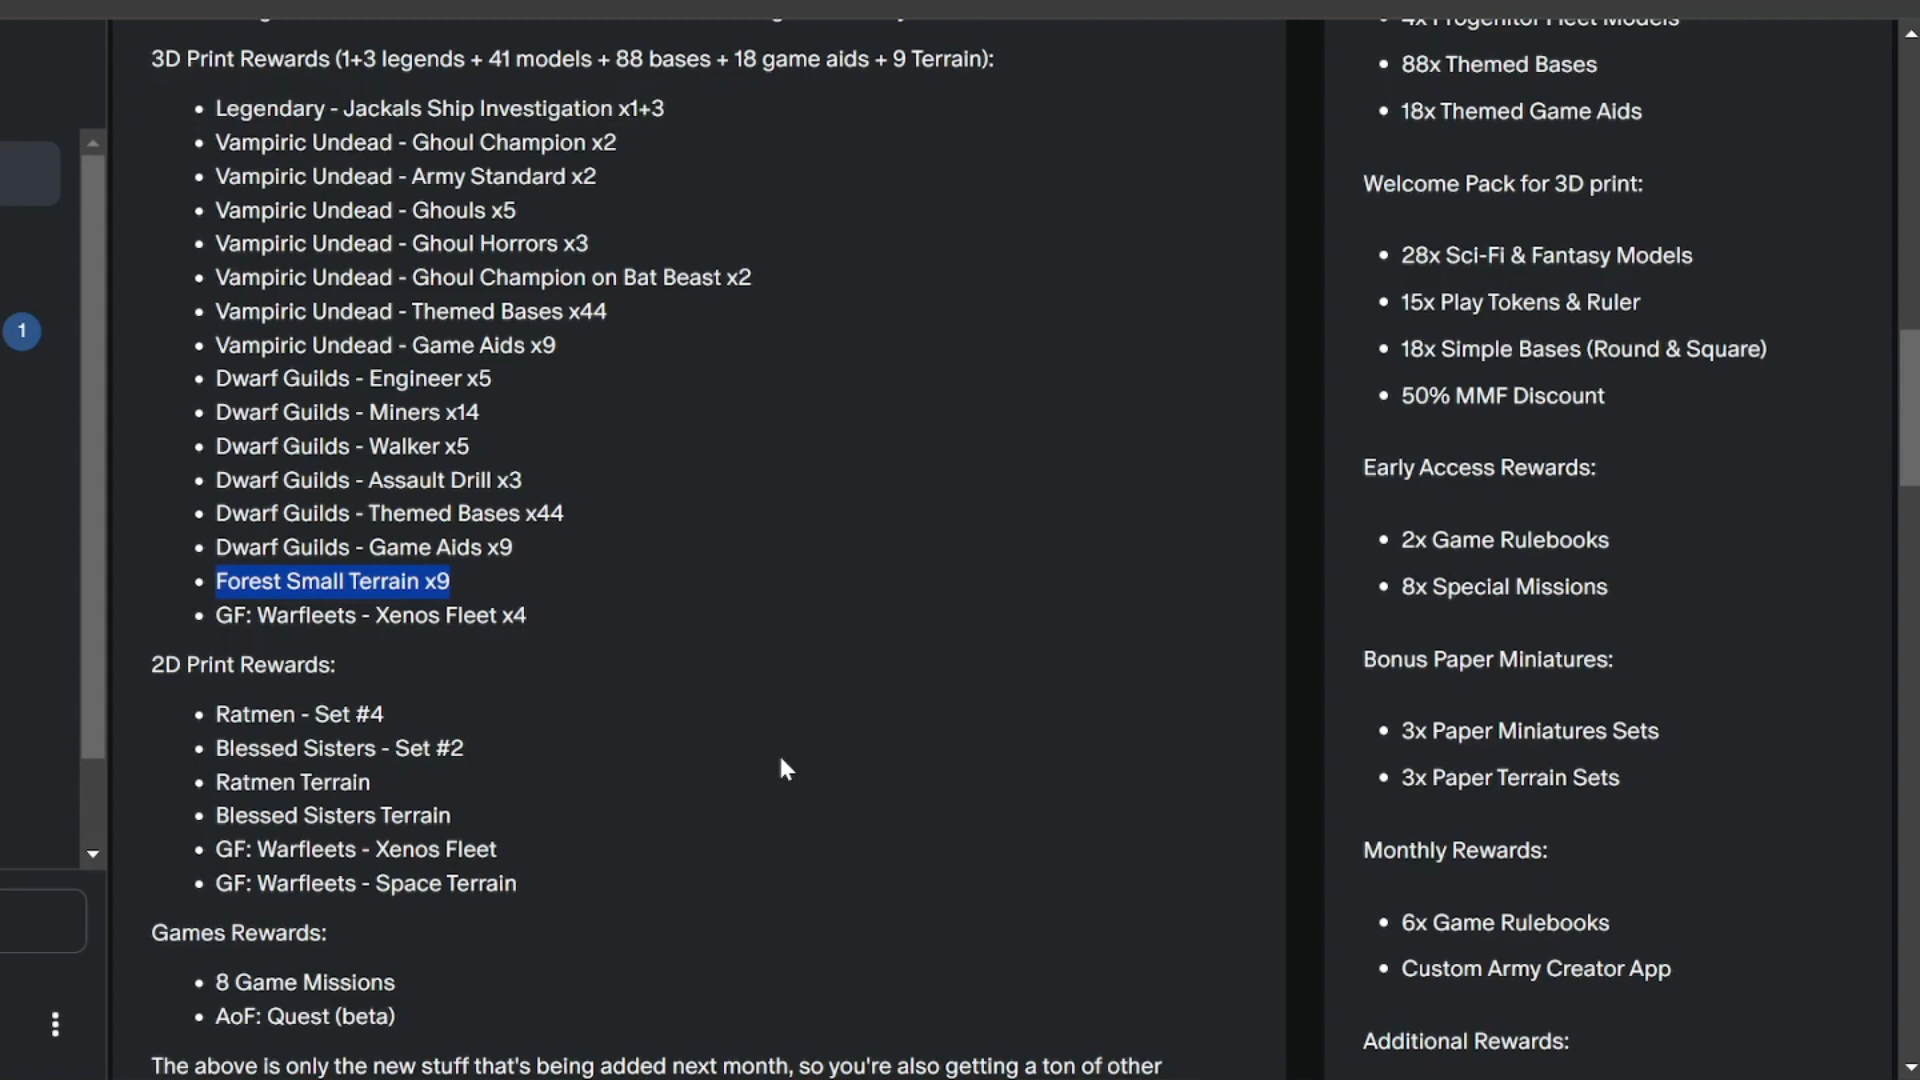 3D Print Rewards (1+3 legends + 41 models + 88 bases + 18 game aids + 9 Terrain):
Legendary - Jackals Ship Investigation x1+3
Vampiric Undead - Ghoul Champion x2
Vampiric Undead - Army Standard x2
Vampiric Undead - Ghouls x5
Vampiric Undead - Ghoul Horrors x3
Vampiric Undead - Ghoul Champion on Bat Beast x2
Vampiric Undead - Themed Bases x44
Vampiric Undead - Game Aids x9
Dwarf Guilds - Engineer x5
Dwarf Guilds - Miners x14
Dwarf Guilds - Walker x5
Dwarf Guilds - Assault Drill x3
Dwarf Guilds - Themed Bases x44
Dwarf Guilds - Game Aids x9
Forest Small Terrain x9
GF: Warfleets - Xenos Fleet x4
2D Print Rewards:
Ratmen - Set #4
Blessed Sisters - Set #2
Ratmen Terrain
Blessed Sisters Terrain
GF: Warfleets - Xenos Fleet
GF: Warfleets - Space Terrain
Games Rewards:
8 Game Missions
AoF: Quest (beta)
The above is only the new stuff that's being added next month, so you're also getting a ton of other
1
4x Progenitor Fleet Models
88x Themed Bases
18x Themed Game Aids
Welcome Pack for 3D print:
28x Sci-Fi & Fantasy Models
15x Play Tokens & Ruler
18x Simple Bases (Round & Square)
50% MMF Discount
Early Access Rewards:
2x Game Rulebooks
8x Special Missions
Bonus Paper Miniatures:
3x Paper Miniatures Sets
3x Paper Terrain Sets
Monthly Rewards:
6x Game Rulebooks
Custom Army Creator App
Additional Rewards: